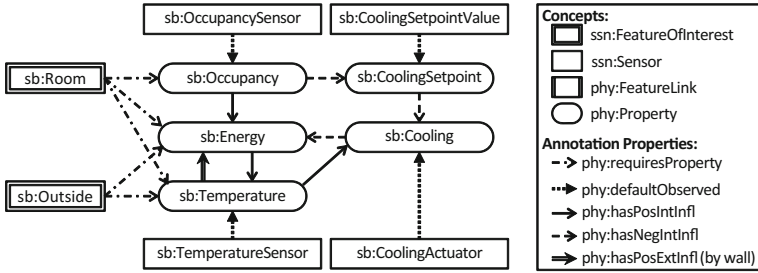 sb:OccupancySensor
sb:CoolingSetpointValue
sb:Room
sb:Occupancy
sb:CoolingSetpoint
sb:Energy
sb:Cooling
sb:Outside
sb:Temperature
sb:TemperatureSensor
sb:CoolingActuator
Concepts:
ssn:FeatureOfInterest
ssn:Sensor
phy:FeatureLink
phy:Property
Annotation Properties:
phy:requiresProperty
phy:defaultObserved
phy:hasPosIntInfl
phy:hasNegIntInfl
phy:hasPosExtInfl (by wall)